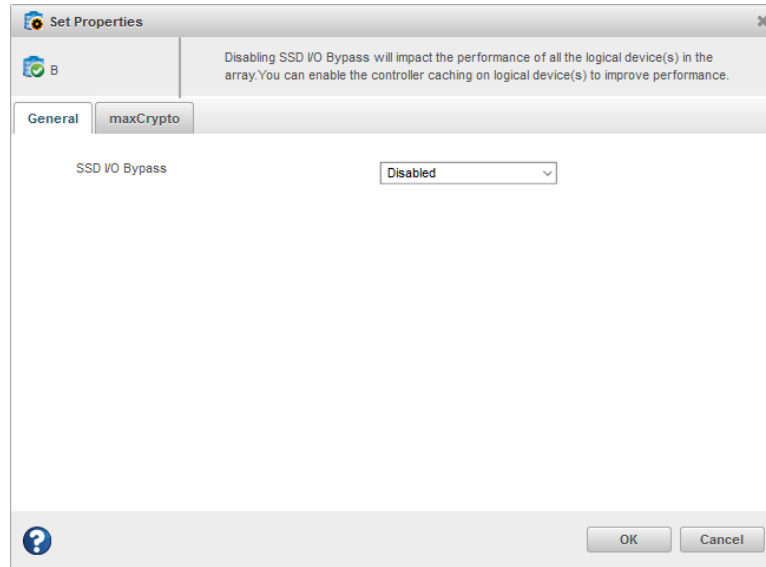 Set Properties
B
Disabling SSD I/O Bypass will impact the performance of all the logical device(s) in the
array.You can enable the controller caching on logical device(s) to improve performance.
General
maxCrypto
SSD I/O Bypass
Disabled
?
OK
Cancel